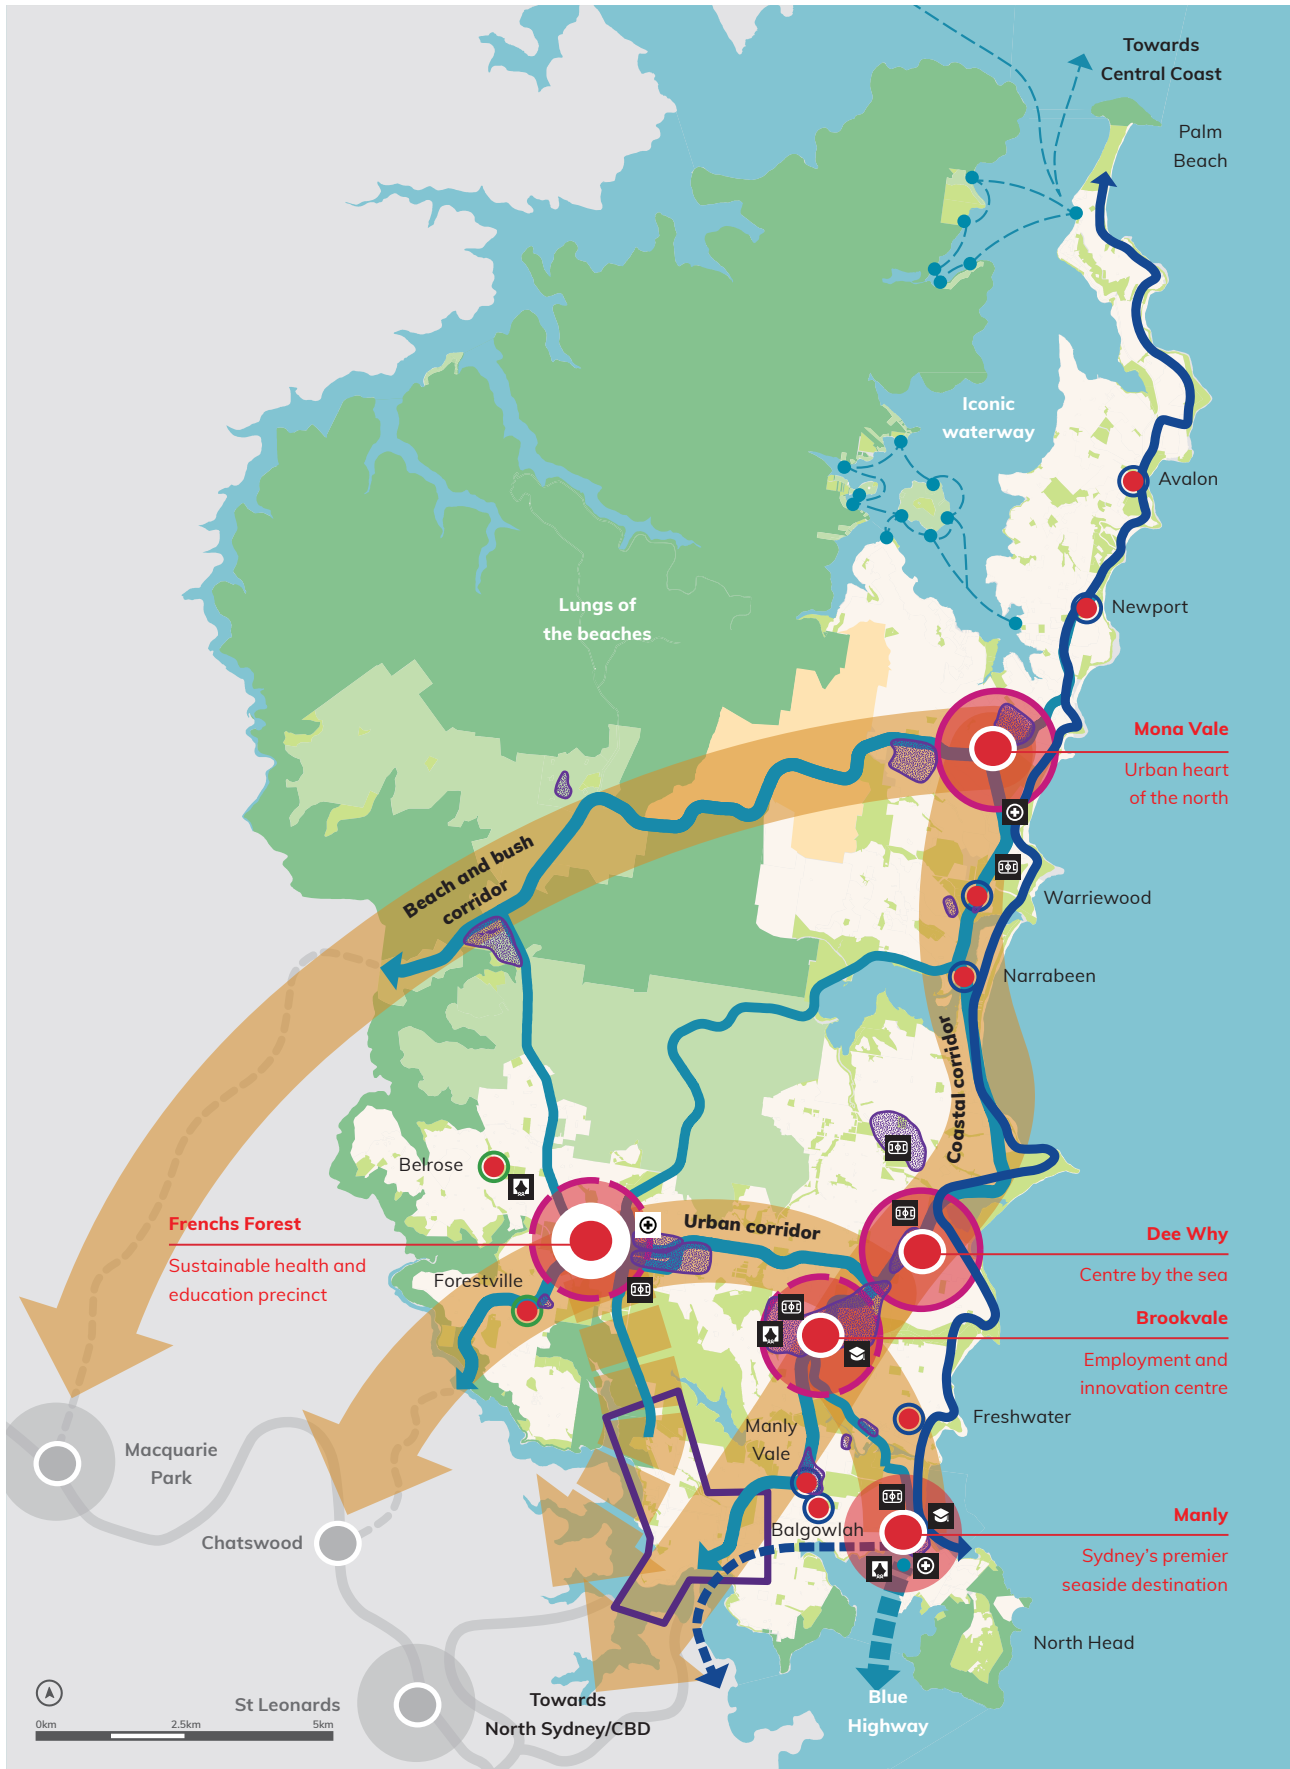 Towards
Central Coast
Palm
Beach
Iconic
waterway
Avalon
Lungs of
the beaches
Newport
Mona Vale
Urban heart
of the north
Beach and bush
corridor
Warriewood
Narrabeen
Coastal corridor
Belrose
Frenchs Forest
Sustainable health and
education precinct
Urban corridor
Forestville
Dee Why
Centre by the sea
Brookvale
Employment and
innovation centre
Freshwater
Manly
Vale
Macquarie
Park
Chatswood
Balgowlah
Manly
Sydney's premier
seaside destination
North Head
St Leonards
Towards
North Sydney/CBD
Blue
Highway
0km 2.5km 5km